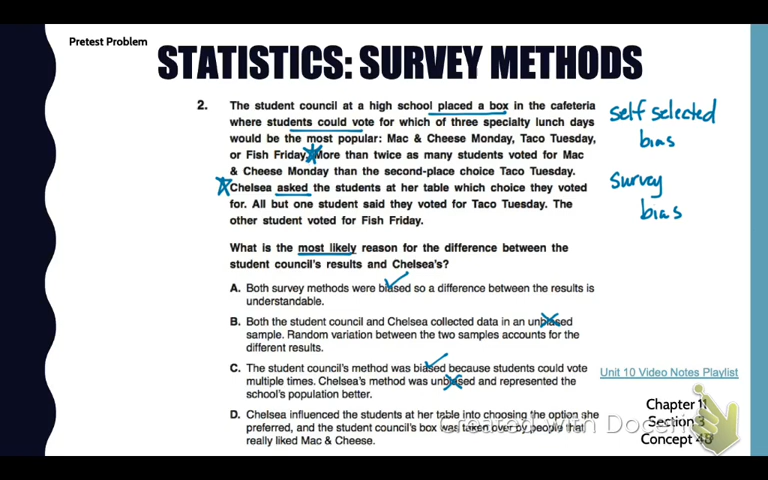 Pretest Problem
STATISTICS: SURVEY METHODS
2. The student council at a high school placed a box in the cafeteria
where students could vote for which of three specialty lunch days
would be the most popular: Mac & Cheese Monday, Taco Tuesday,
or Fish Friday. More than twice as many students voted for Mac
& Cheese Monday than the second-place choice Taco Tuesday.
Chelsea asked the students at her table which choice they voted
for. All but one student said they voted for Taco Tuesday. The
other student voted for Fish Friday.
self selected
bias
survey
bias
What is the most likely reason for the difference between the
student council's results and Chelsea's?
A. Both survey methods were biased so a difference between the results is
understandable.
B. Both the student council and Chelsea collected data in an unbiased
sample. Random variation between the two samples accounts for the
different results.
C. The student council's method was biased because students could vote
multiple times. Chelsea's method was unbiased and represented the
school's population better.
D. Chelsea influenced the students at her table into choosing the option she
preferred, and the student council's box was taken over by people that
really liked Mac & Cheese.
Unit 10 Video Notes Playlist
Chapter 11
Section 3
Concept 48
Created with